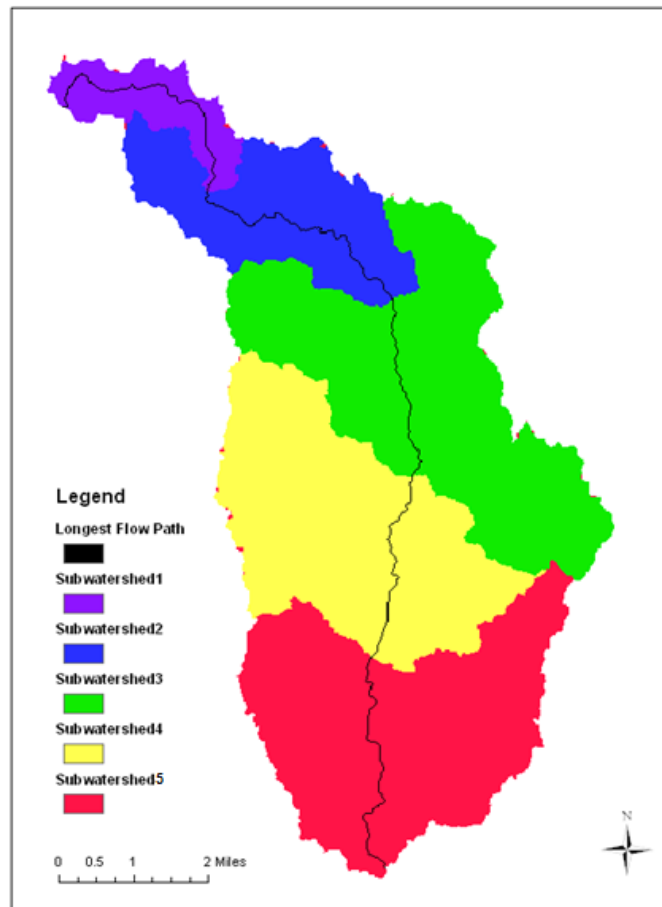 Legend
Longest Flow Path
Subwatershed1
Subwatershed2
Subwatershed3
Subwatershed4
Subwatershed5
0 0.5 1 2 Miles
N